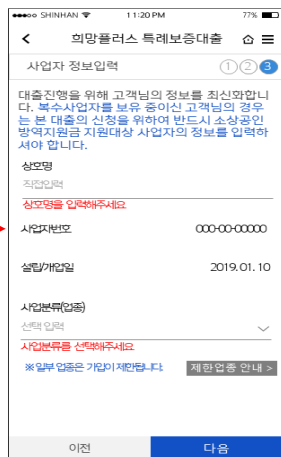 SHINHAN 11:20 PM 77%
희망플러스 특례보증대출
사업자 정보입력 1 2 3
대출진행을 위해 고객님의 정보를 최신화합니
다. 복수사업자를 보유 중이신 고객님의 경우
는 본 대출의 신청을 위하여 반드시 소상공인
방역지원금 지원대상 사업자의 정보를 입력하
셔야 합니다.
상호명
직접입력
상호명을 입력해주세요
사업자번호 000-00-00000
설립/개업일 2019.01.10
사업분류(업종)
선택 입력
사업분류를 선택해주세요
※ 일부 업종은 가입이 제한됩니다. 제한업종 안내 >
이전 다음